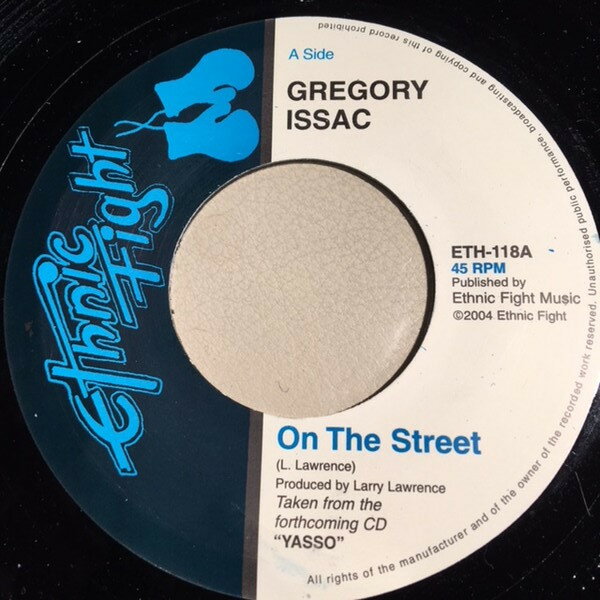 Ethnic
Fight
A Side
GREGORY
ISSAC
ETH-118A
45 RPM
Published by
Ethnic Fight Music
©2004 Ethnic Fight
On The Street
(L. Lawrence)
Produced by Larry Lawrence
Taken from the
forthcoming CD
“YASSO”
All rights of the manufacturer and of the owner of the recorded work reserved. Unauthorised public performance, broadcasting and copying of this record prohibited